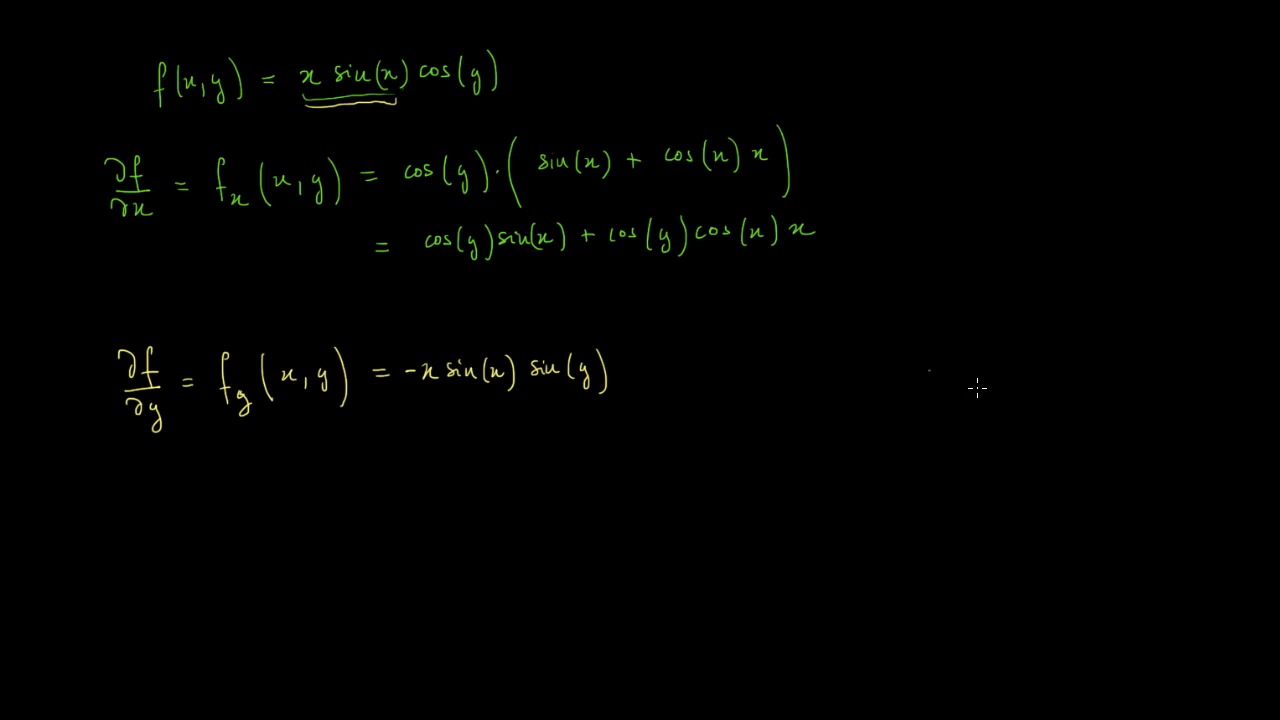 f(x,y) = x sin(x) cos(y)
∂f/∂x = f_x(x,y) = cos(y)·(sin(x) + cos(x) x)
= cos(y)sin(x) + cos(y)cos(x) x
∂f/∂y = f_y(x,y) = -x sin(x) sin(y)